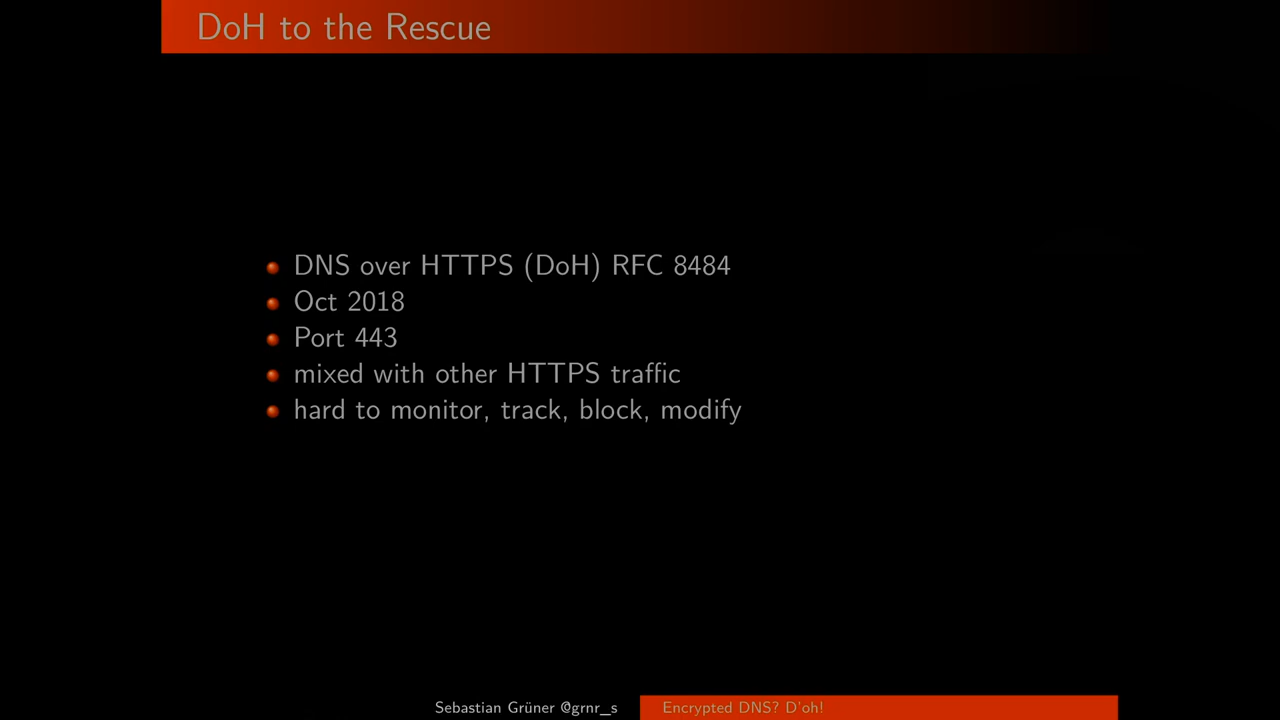 DoH to the Rescue
DNS over HTTPS (DoH) RFC 8484
Oct 2018
Port 443
mixed with other HTTPS traffic
hard to monitor, track, block, modify
Sebastian Grüner @grnr_s
Encrypted DNS? D'oh!